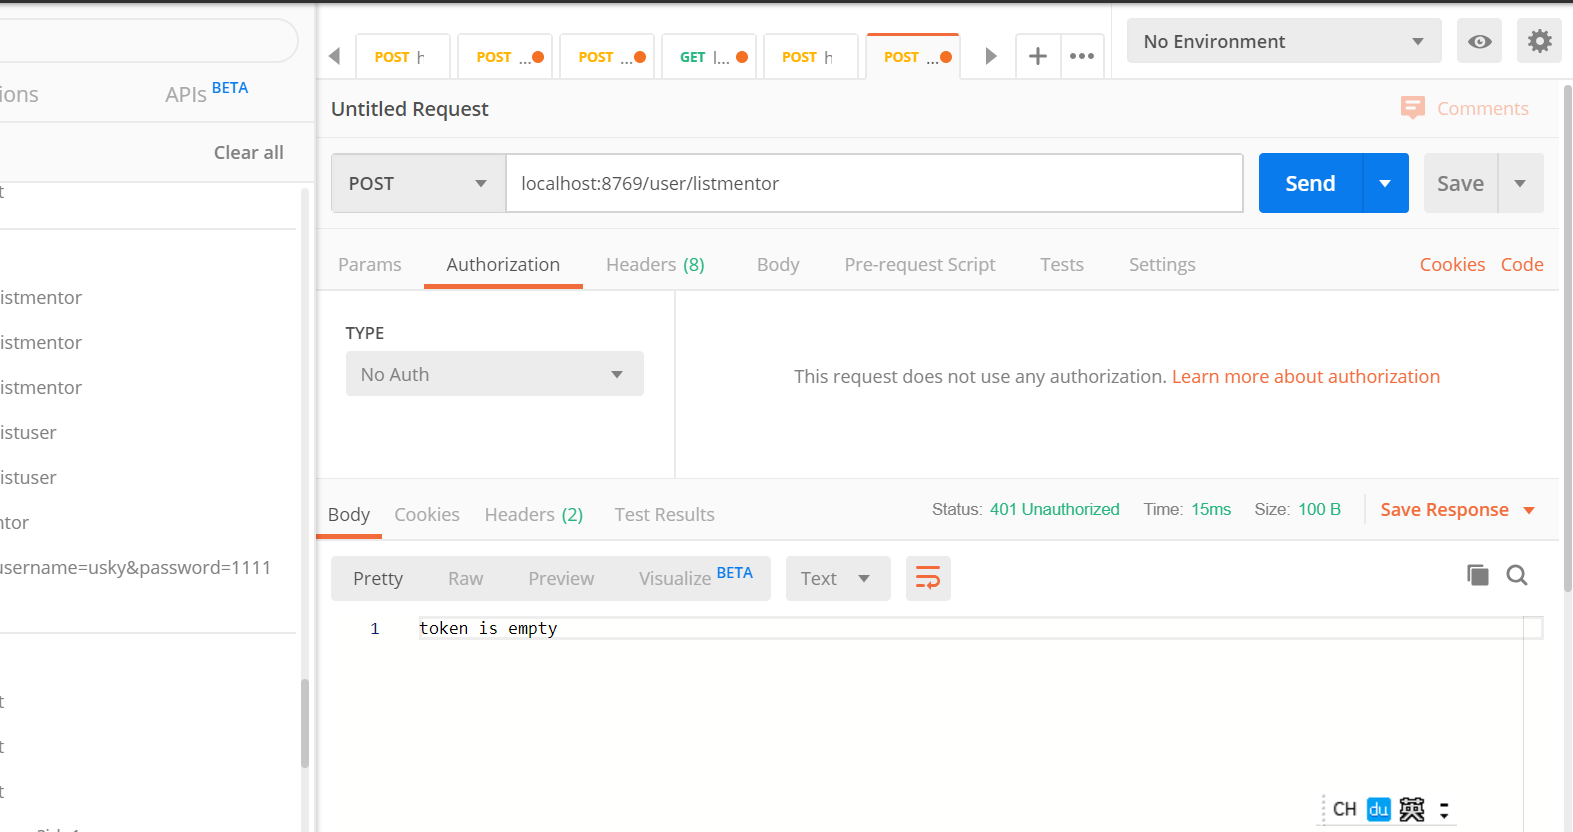 POST h
POST ...
POST ...
GET l...
POST h
POST ...
No Environment
ions
APIs BETA
Clear all
t
istmentor
istmentor
istmentor
istuser
istuser
ntor
username=usky&password=1111
t
t
t
Untitled Request
Comments
POST
localhost:8769/user/listmentor
Send
Save
Params
Authorization
Headers (8)
Body
Pre-request Script
Tests
Settings
Cookies
Code
TYPE
No Auth
This request does not use any authorization. Learn more about authorization
Body
Cookies
Headers (2)
Test Results
Status: 401 Unauthorized
Time: 15ms
Size: 100 B
Save Response
Pretty
Raw
Preview
Visualize BETA
Text
1
token is empty
CH du 英 :